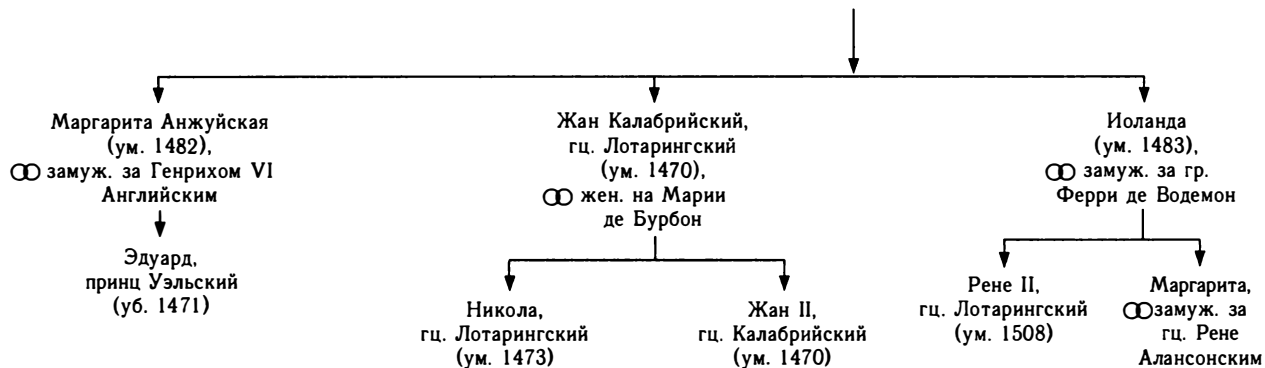 Маргарита Анжуйская
(ум. 1482),
замуж. за Генрихом VI
Английским
Эдуард,
принц Уэльский
(уб. 1471)
Жан Калабрийский,
гц. Лотарингский
(ум. 1470),
жен. на Марии
де Бурбон
Никола,
гц. Лотарингский
(ум. 1473)
Жан II,
гц. Калабрийский
(ум. 1470)
Иоланда
(ум. 1483),
замуж. за гр.
Ферри де Водемон
Рене II,
гц. Лотарингский
(ум. 1508)
Маргарита,
замуж. за
гц. Рене
Алансонским